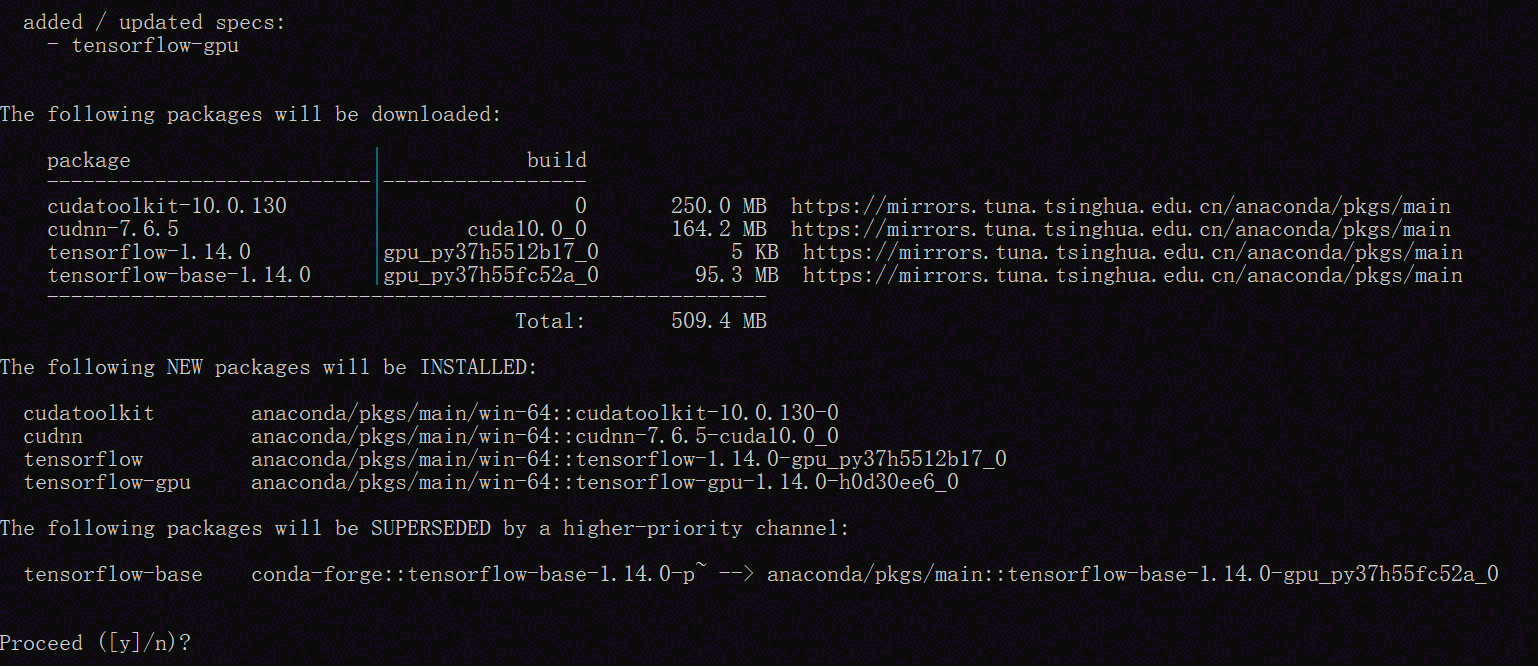 added / updated specs:
- tensorflow-gpu
The following packages will be downloaded:
package | build
---------------------------|-----------------
cudatoolkit-10.0.130 | 0 250.0 MB https://mirrors.tuna.tsinghua.edu.cn/anaconda/pkgs/main
cudnn-7.6.5 | cuda10.0_0 164.2 MB https://mirrors.tuna.tsinghua.edu.cn/anaconda/pkgs/main
tensorflow-1.14.0 |gpu_py37h5512b17_0 5 KB https://mirrors.tuna.tsinghua.edu.cn/anaconda/pkgs/main
tensorflow-base-1.14.0 |gpu_py37h55fc52a_0 95.3 MB https://mirrors.tuna.tsinghua.edu.cn/anaconda/pkgs/main
------------------------------------------------------------
Total: 509.4 MB
The following NEW packages will be INSTALLED:
cudatoolkit anaconda/pkgs/main/win-64::cudatoolkit-10.0.130-0
cudnn anaconda/pkgs/main/win-64::cudnn-7.6.5-cuda10.0_0
tensorflow anaconda/pkgs/main/win-64::tensorflow-1.14.0-gpu_py37h5512b17_0
tensorflow-gpu anaconda/pkgs/main/win-64::tensorflow-gpu-1.14.0-h0d30ee6_0
The following packages will be SUPERSEDED by a higher-priority channel:
tensorflow-base conda-forge::tensorflow-base-1.14.0-p~ --> anaconda/pkgs/main::tensorflow-base-1.14.0-gpu_py37h55fc52a_0
Proceed ([y]/n)?